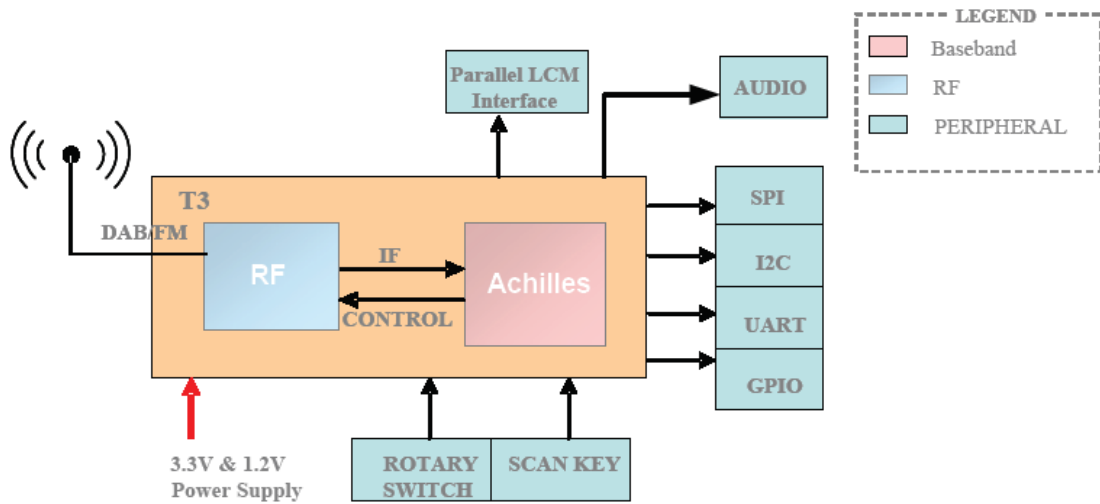 LEGEND
Baseband
RF
PERIPHERAL
Parallel LCM
Interface
AUDIO
T3
DAB/FM
RF
IF
CONTROL
Achilles
SPI
I2C
UART
GPIO
3.3V & 1.2V
Power Supply
ROTARY
SWITCH
SCAN KEY